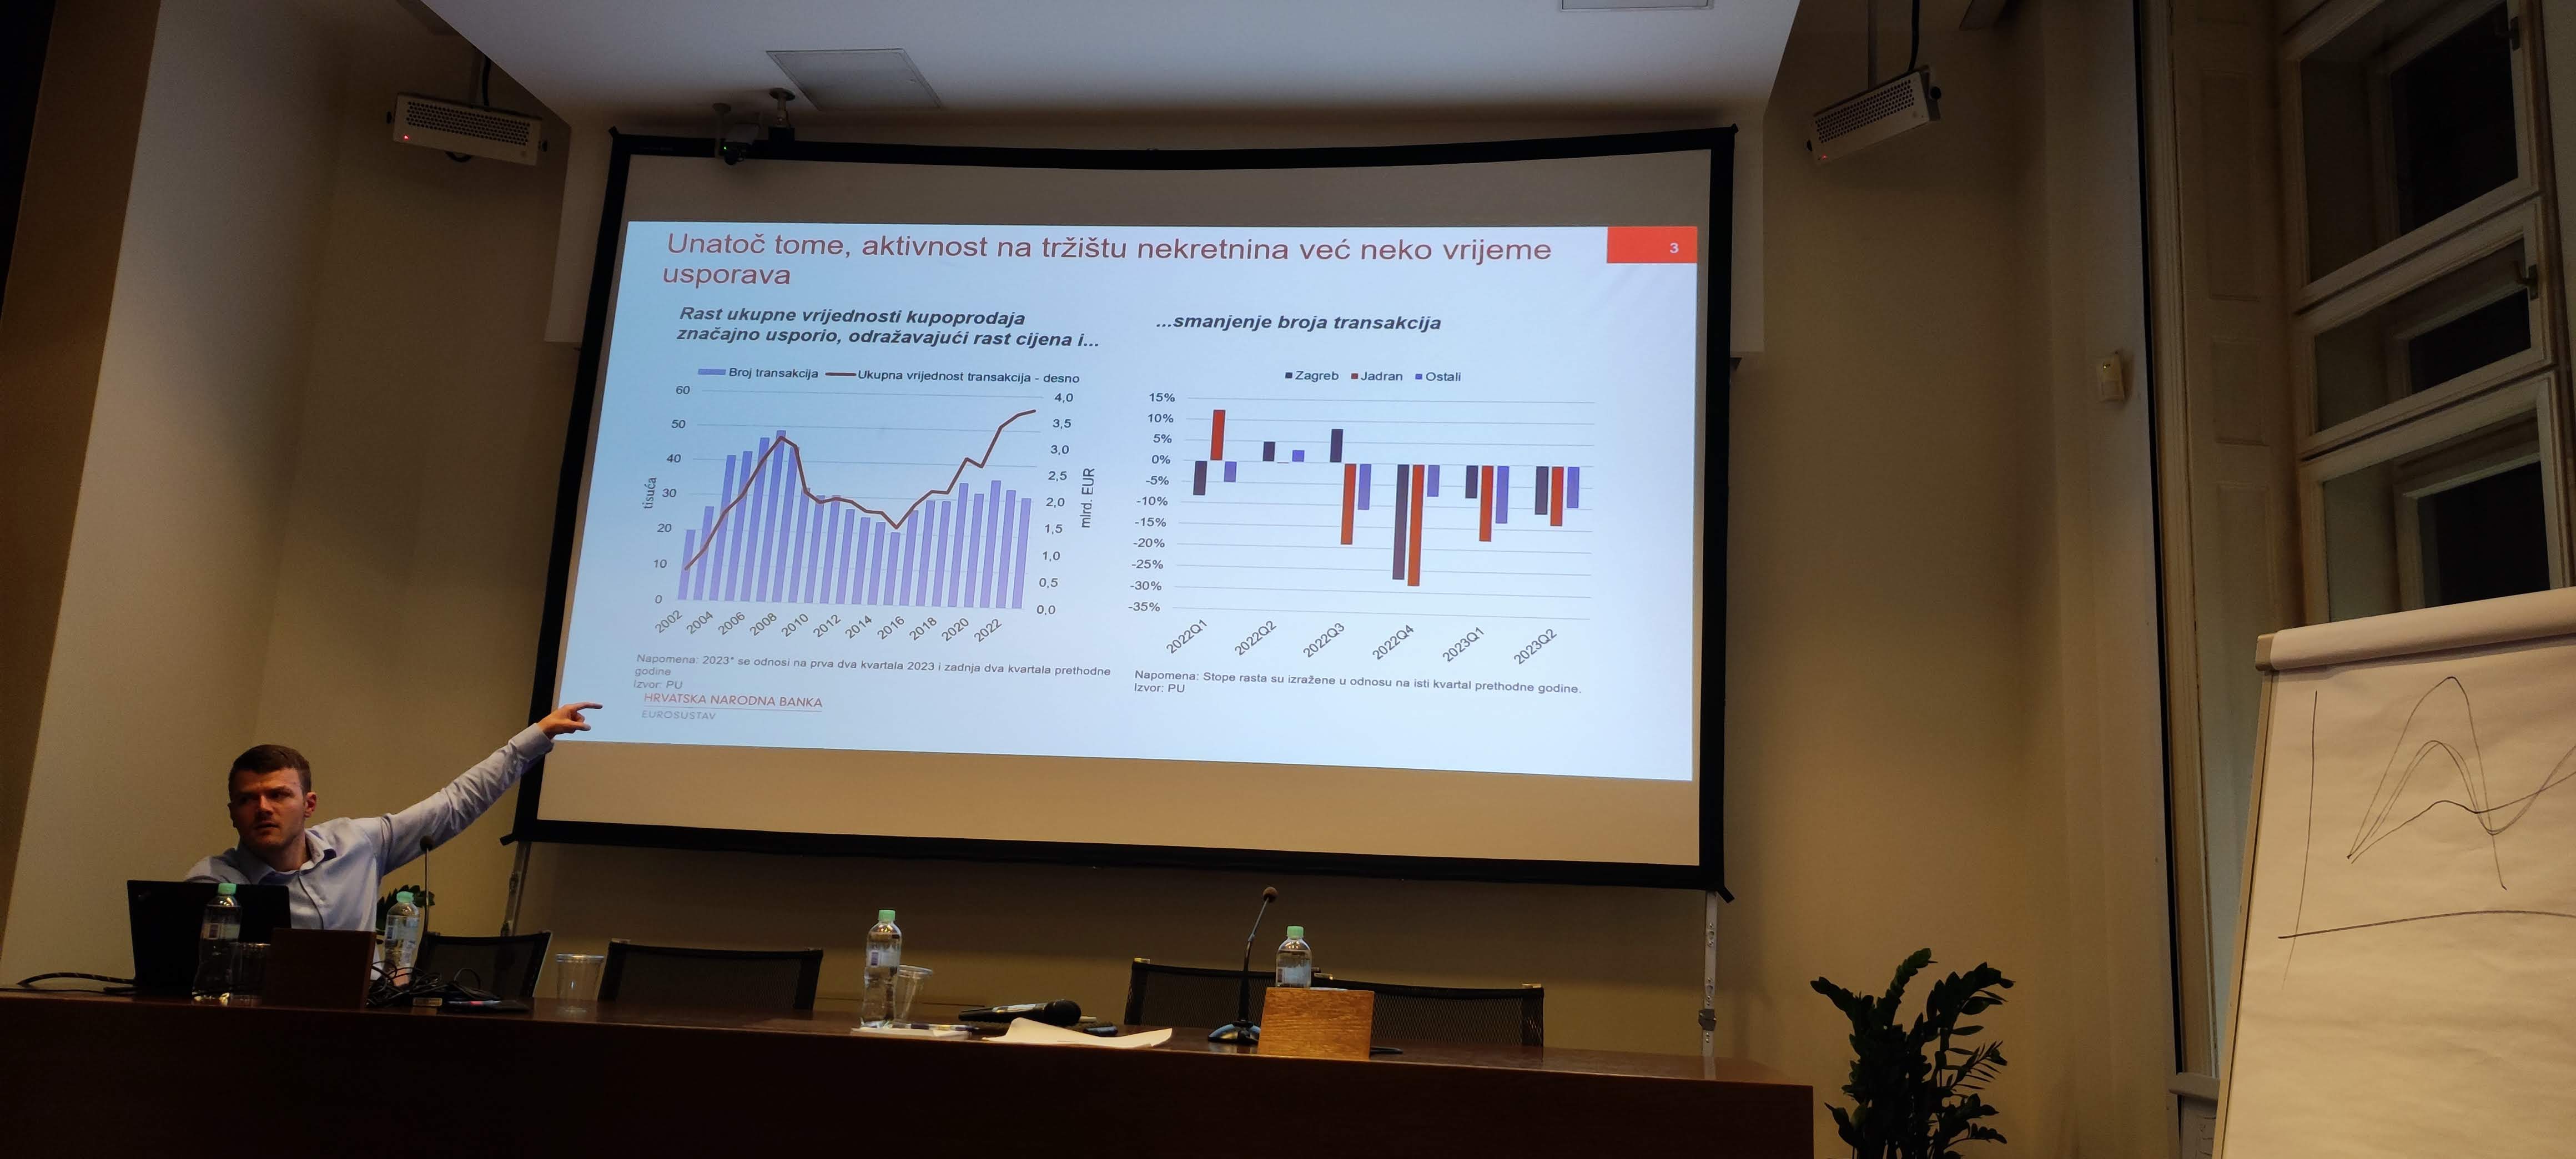 Unatoč tome, aktivnost na tržištu nekretnina već neko vrijeme
usporava
3
Rast ukupne vrijednosti kupoprodaja
značajno usporio, odražavajući rast cijena i...
Broj transakcija
Ukupna vrijednost transakcija - desno
60
50
40
30
20
10
0
tisuća
4,0
3,5
3,0
2,5
2,0
1,5
1,0
0,5
0,0
mlrd. EUR
2002
2004
2006
2008
2010
2012
2014
2016
2018
2020
2022
Napomena: 2023* se odnosi na prva dva kvartala 2023 i zadnja dva kvartala prethodne
godine
Izvor: PU
...smanjenje broja transakcija
Zagreb
Jadran
Ostali
15%
10%
5%
0%
-5%
-10%
-15%
-20%
-25%
-30%
-35%
2022Q1
2022Q2
2022Q3
2022Q4
2023Q1
2023Q2
Napomena: Stope rasta su izražene u odnosu na isti kvartal prethodne godine.
Izvor: PU
HRVATSKA NARODNA BANKA
EUROSUSTAV